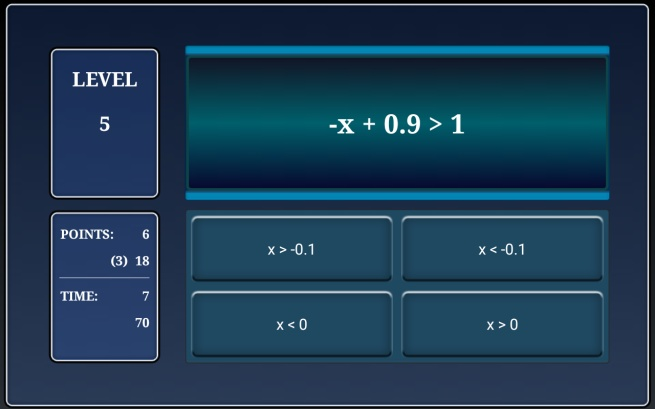 LEVEL
5
-x + 0.9 > 1
POINTS: 6
(3) 18
TIME: 7
70
x > -0.1
x < -0.1
x < 0
x > 0